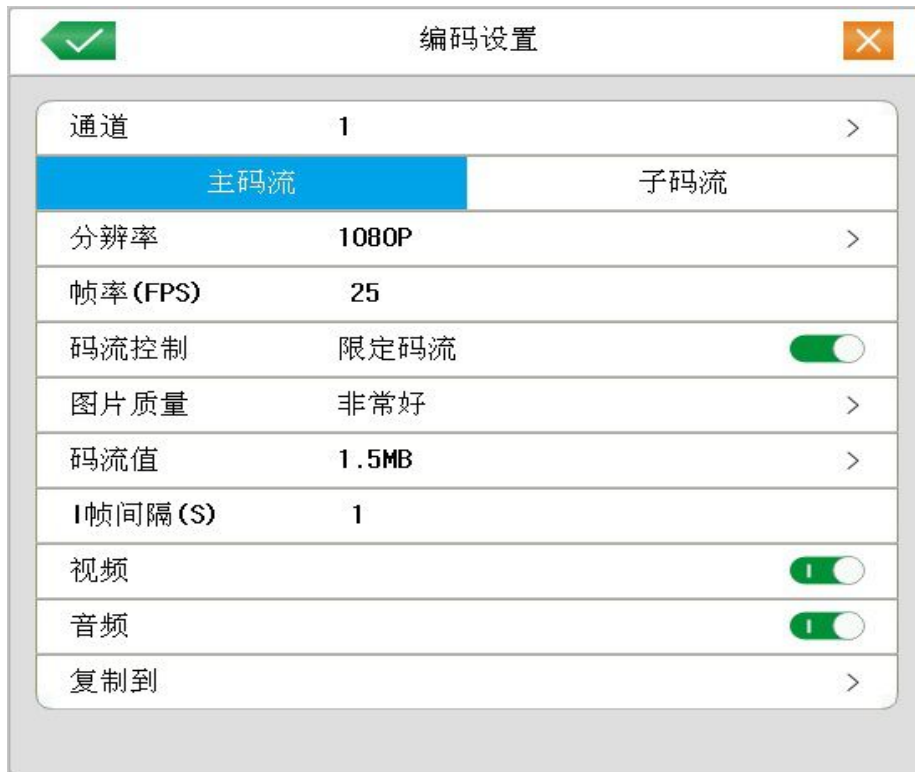 编码设置
通道 1
主码流 子码流
分辨率 1080P
帧率(FPS) 25
码流控制 限定码流
图片质量 非常好
码流值 1.5MB
I帧间隔(S) 1
视频
音频
复制到